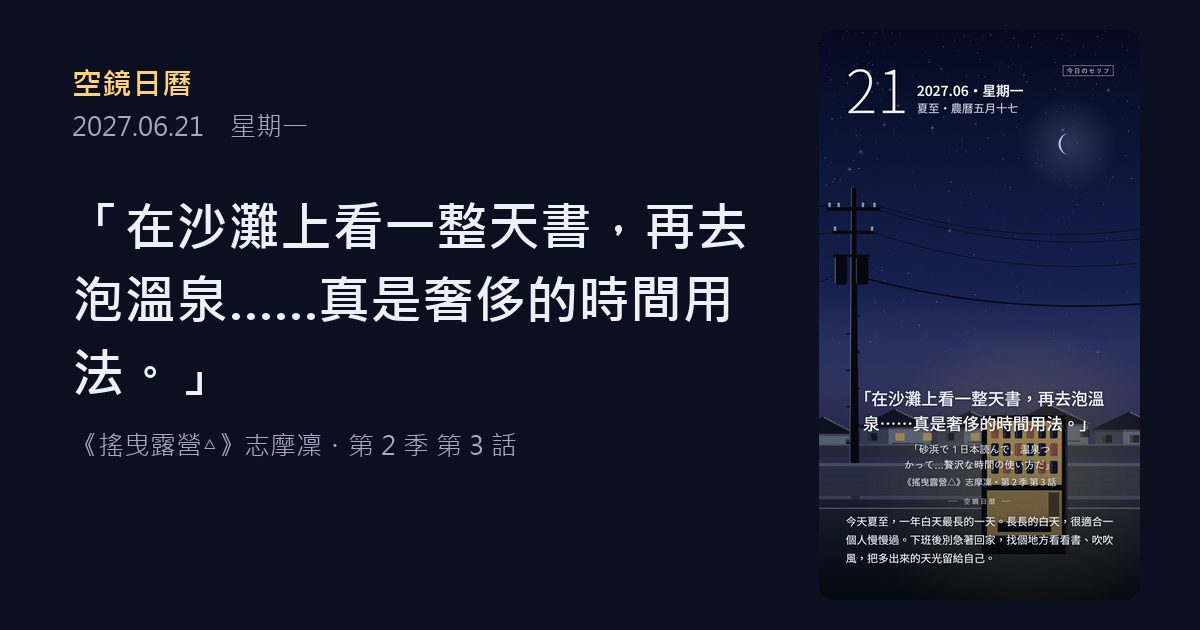 空鏡日曆
2027.06.21 星期一
「在沙灘上看一整天書，再去
泡溫泉……真是奢侈的時間用
法。」
《搖曳露營△》志摩凜・第 2 季 第 3 話
21
2027.06・星期一
夏至・農曆五月十七
今日のセリフ
「在沙灘上看一整天書，再去泡溫
泉……真是奢侈的時間用法。」
「砂浜で１日本読んで、温泉つ
かって…贅沢な時間の使い方だ」
《搖曳露營△》志摩凜・第 2 季 第 3 話
— 空鏡日曆 —
今天夏至，一年白天最長的一天。長長的白天，很適合一
個人慢慢過。下班後別急著回家，找個地方看看書、吹吹
風，把多出來的天光留給自己。